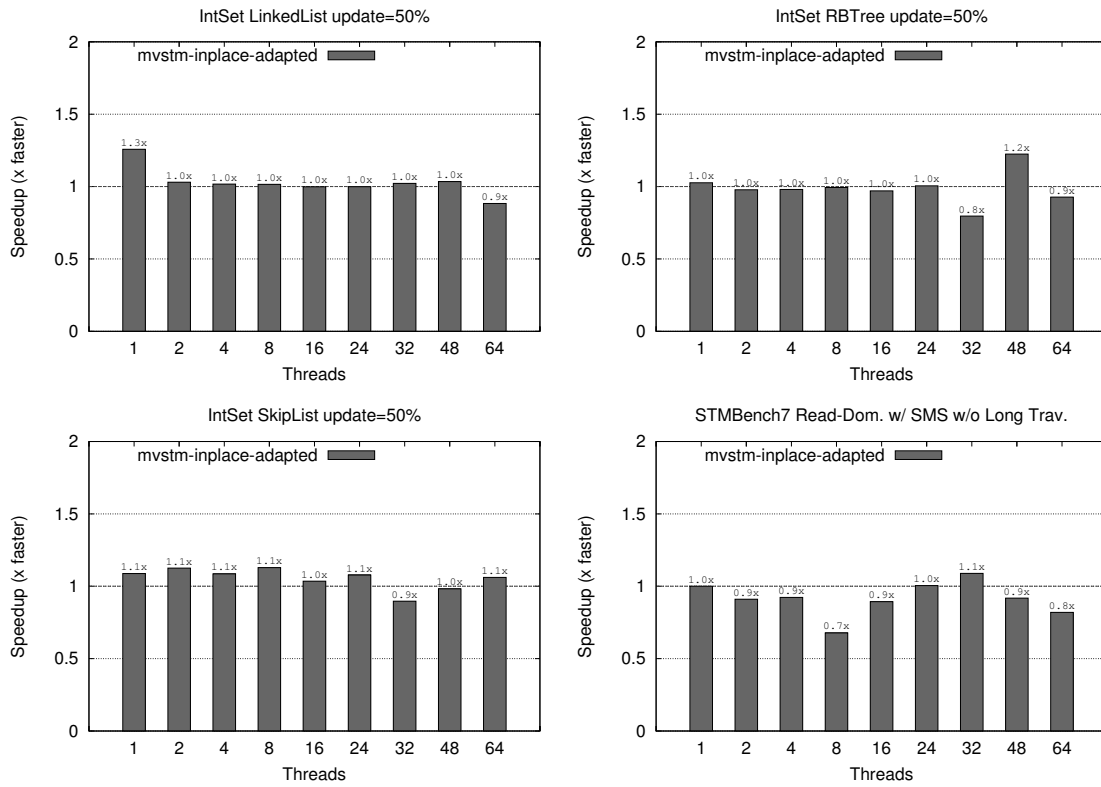 IntSet LinkedList update=50%
2
1.5
1
0.5
0
Speedup (x faster)
mvstm-inplace-adapted
1.3x 1.0x 1.0x 1.0x 1.0x 1.0x 1.0x 1.0x 0.9x
1 2 4 8 16 24 32 48 64
Threads
IntSet RBTree update=50%
2
1.5
1
0.5
0
Speedup (x faster)
mvstm-inplace-adapted
1.0x 1.0x 1.0x 1.0x 1.0x 1.0x 0.8x 1.2x 0.9x
1 2 4 8 16 24 32 48 64
Threads
IntSet SkipList update=50%
2
1.5
1
0.5
0
Speedup (x faster)
mvstm-inplace-adapted
1.1x 1.1x 1.1x 1.1x 1.0x 1.1x 0.9x 1.0x 1.1x
1 2 4 8 16 24 32 48 64
Threads
STMBench7 Read-Dom. w/ SMS w/o Long Trav.
2
1.5
1
0.5
0
Speedup (x faster)
mvstm-inplace-adapted
1.0x 0.9x 0.9x 0.7x 0.9x 1.0x 1.1x 0.9x 0.8x
1 2 4 8 16 24 32 48 64
Threads